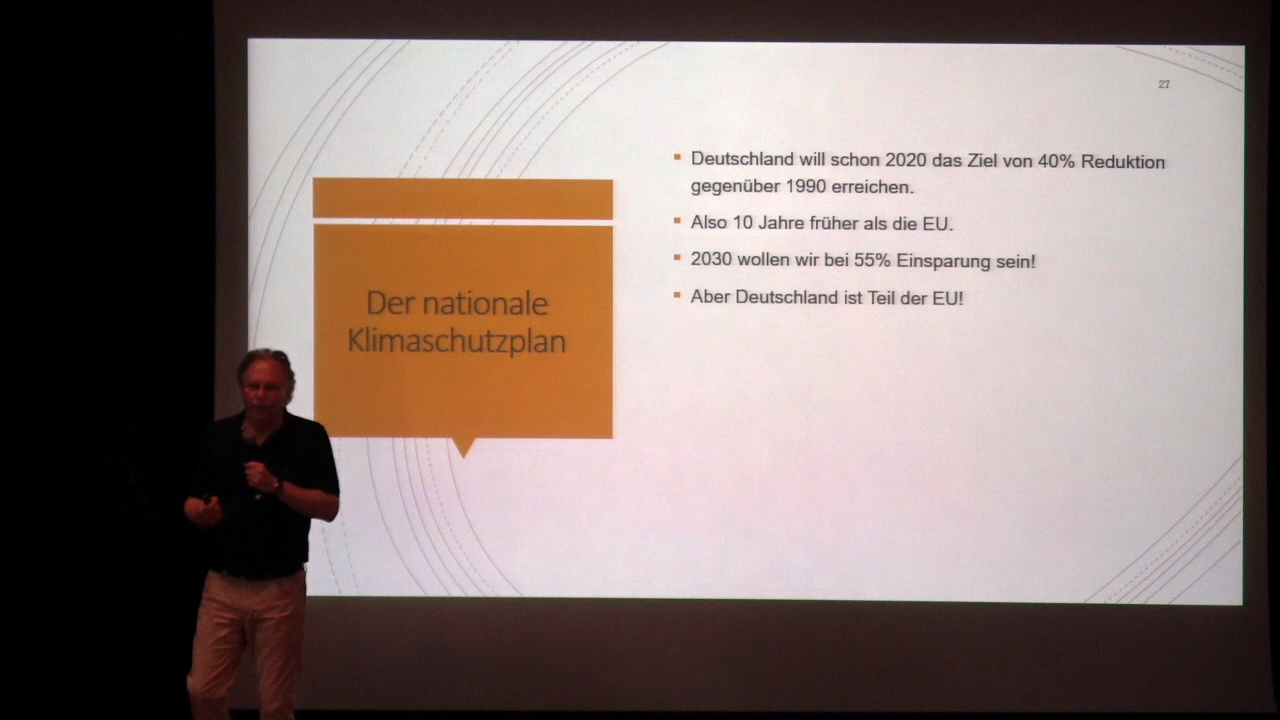 27
Der nationale
Klimaschutzplan
Deutschland will schon 2020 das Ziel von 40% Reduktion
gegenüber 1990 erreichen.
Also 10 Jahre früher als die EU.
2030 wollen wir bei 55% Einsparung sein!
Aber Deutschland ist Teil der EU!